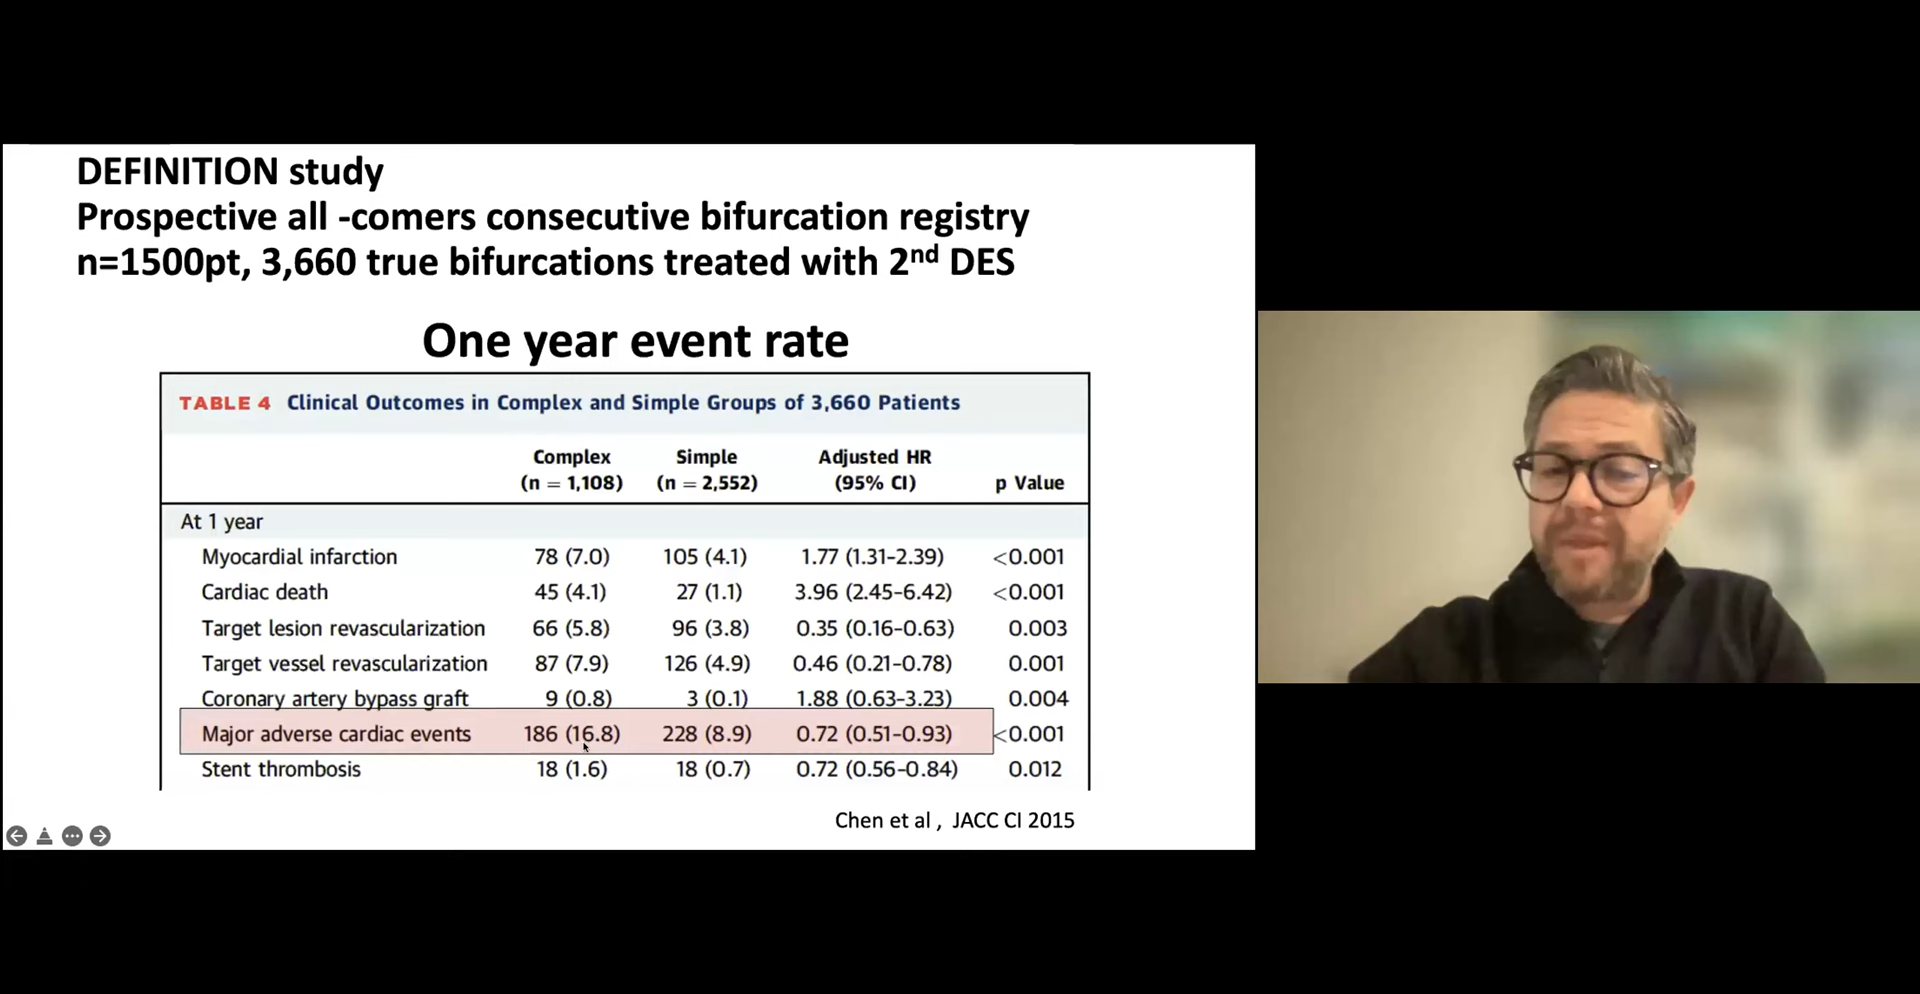 DEFINITION study
Prospective all -comers consecutive bifurcation registry
n=1500pt, 3,660 true bifurcations treated with 2nd DES
One year event rate
TABLE 4 Clinical Outcomes in Complex and Simple Groups of 3,660 Patients
Complex (n = 1,108) Simple (n = 2,552) Adjusted HR (95% CI) p Value
At 1 year
Myocardial infarction 78 (7.0) 105 (4.1) 1.77 (1.31–2.39) <0.001
Cardiac death 45 (4.1) 27 (1.1) 3.96 (2.45–6.42) <0.001
Target lesion revascularization 66 (5.8) 96 (3.8) 0.35 (0.16–0.63) 0.003
Target vessel revascularization 87 (7.9) 126 (4.9) 0.46 (0.21–0.78) 0.001
Coronary artery bypass graft 9 (0.8) 3 (0.1) 1.88 (0.63–3.23) 0.004
Major adverse cardiac events 186 (16.8) 228 (8.9) 0.72 (0.51–0.93) <0.001
Stent thrombosis 18 (1.6) 18 (0.7) 0.72 (0.56–0.84) 0.012
Chen et al , JACC CI 2015